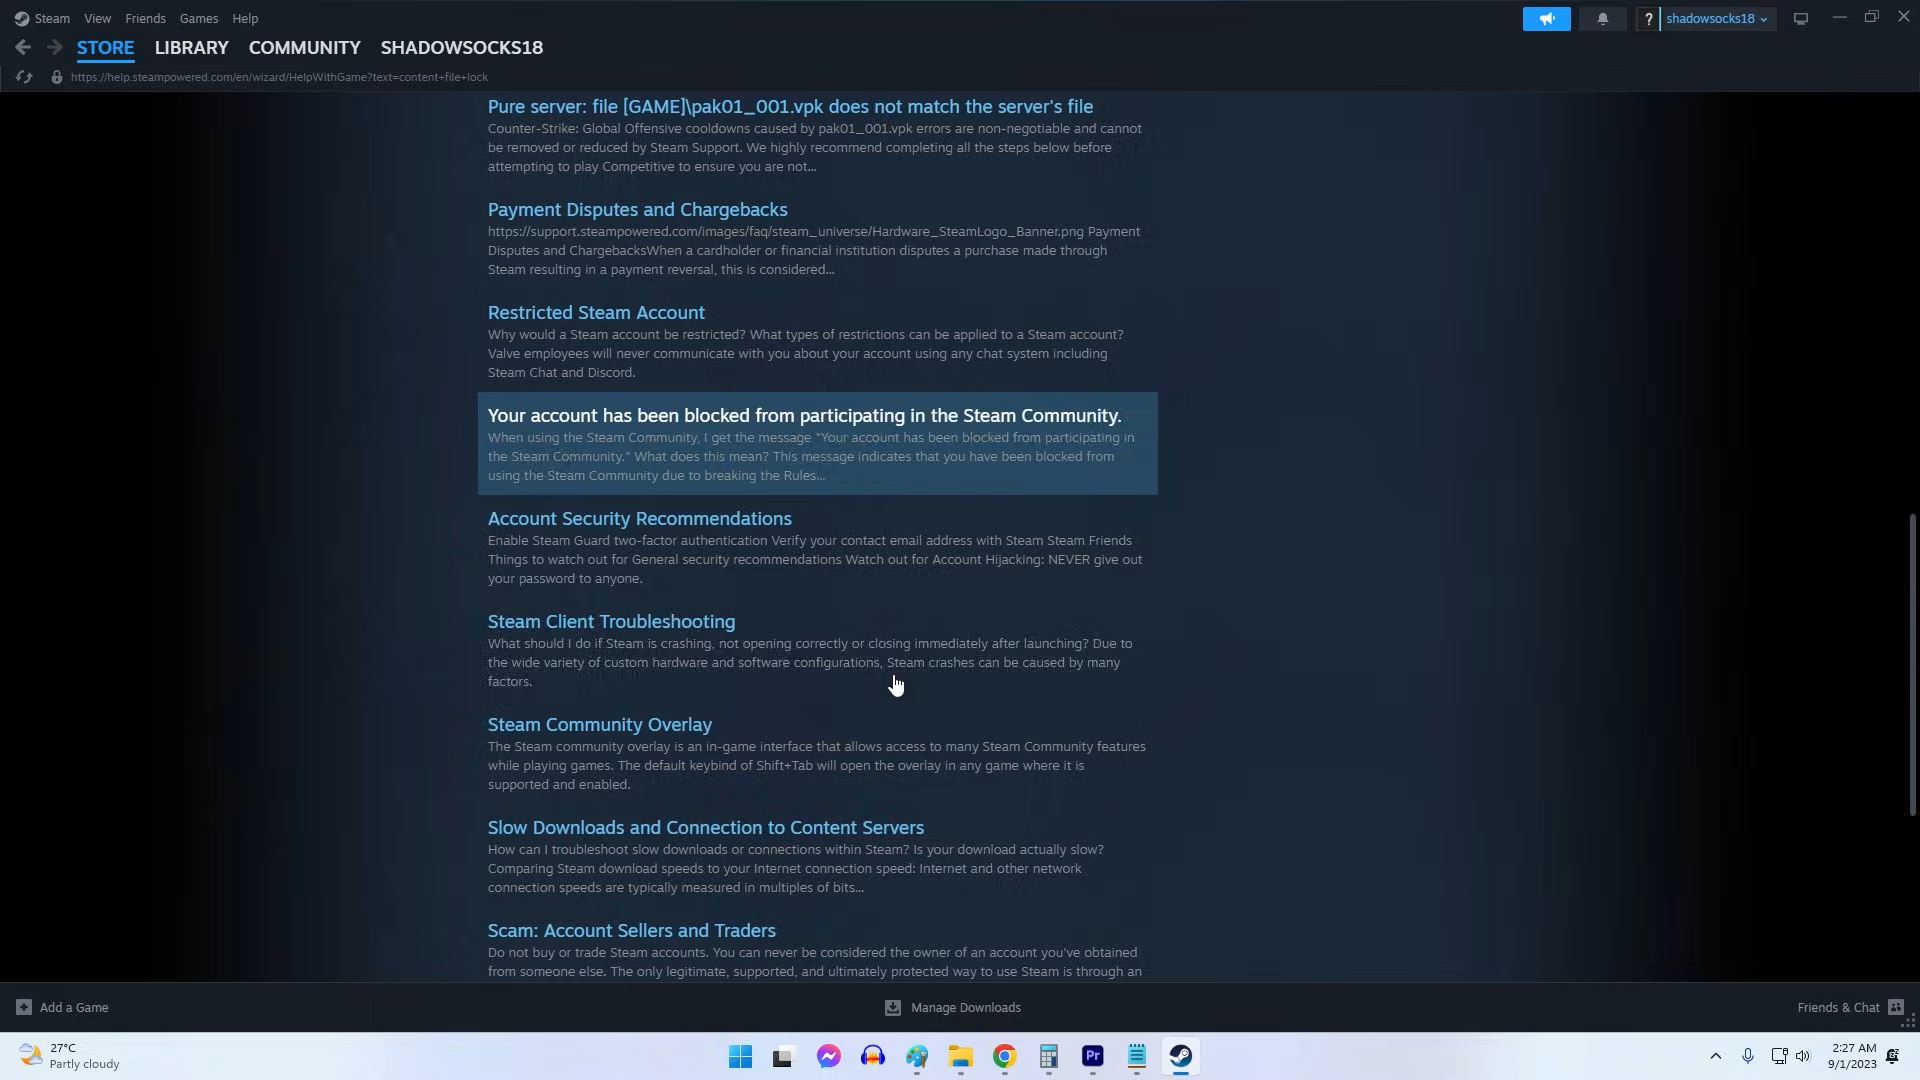 Steam View Friends Games Help
? shadowsocks18
STORE LIBRARY COMMUNITY SHADOWSOCKS18
https://help.steampowered.com/en/wizard/HelpWithGame?text=content+file+lock
Pure server: file [GAME]\pak01_001.vpk does not match the server's file
Counter-Strike: Global Offensive cooldowns caused by pak01_001.vpk errors are non-negotiable and cannot
be removed or reduced by Steam Support. We highly recommend completing all the steps below before
attempting to play Competitive to ensure you are not...
Payment Disputes and Chargebacks
https://support.steampowered.com/images/faq/steam_universe/Hardware_SteamLogo_Banner.png Payment
Disputes and ChargebacksWhen a cardholder or financial institution disputes a purchase made through
Steam resulting in a payment reversal, this is considered...
Restricted Steam Account
Why would a Steam account be restricted? What types of restrictions can be applied to a Steam account?
Valve employees will never communicate with you about your account using any chat system including
Steam Chat and Discord.
Your account has been blocked from participating in the Steam Community.
When using the Steam Community, I get the message "Your account has been blocked from participating in
the Steam Community." What does this mean? This message indicates that you have been blocked from
using the Steam Community due to breaking the Rules...
Account Security Recommendations
Enable Steam Guard two-factor authentication Verify your contact email address with Steam Steam Friends
Things to watch out for General security recommendations Watch out for Account Hijacking: NEVER give out
your password to anyone.
Steam Client Troubleshooting
What should I do if Steam is crashing, not opening correctly or closing immediately after launching? Due to
the wide variety of custom hardware and software configurations, Steam crashes can be caused by many
factors.
Steam Community Overlay
The Steam community overlay is an in-game interface that allows access to many Steam Community features
while playing games. The default keybind of Shift+Tab will open the overlay in any game where it is
supported and enabled.
Slow Downloads and Connection to Content Servers
How can I troubleshoot slow downloads or connections within Steam? Is your download actually slow?
Comparing Steam download speeds to your Internet connection speed: Internet and other network
connection speeds are typically measured in multiples of bits...
Scam: Account Sellers and Traders
Do not buy or trade Steam accounts. You can never be considered the owner of an account you've obtained
from someone else. The only legitimate, supported, and ultimately protected way to use Steam is through an
Add a Game Manage Downloads Friends & Chat
27°C
Partly cloudy
Pr
2:27 AM
9/1/2023